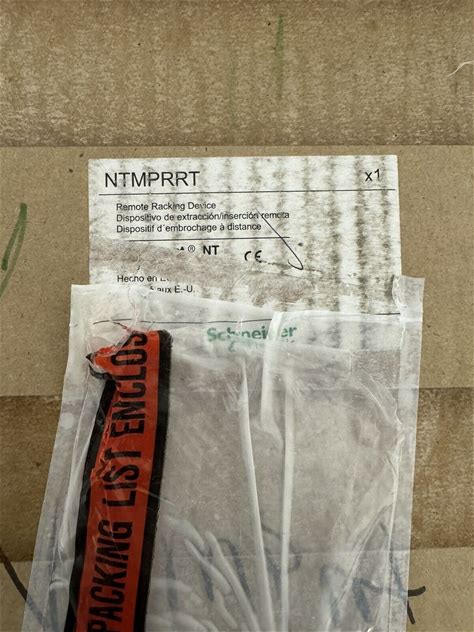 NTMPRRT x1
Remote Racking Device
Dispositivo de extracción/inserción remota
Dispositif d´embrochage à distance
® NT CE
Hecho en
aux E.-U.
Schneider
PACKING LIST ENCLOS